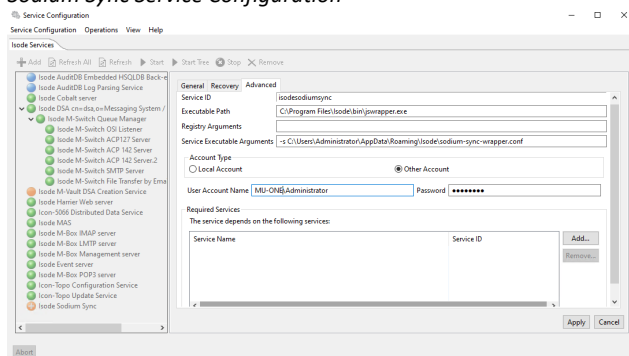 Sodium Sync Service Configuration
Service Configuration
Service Configuration Operations View Help
Isode Services
Add Refresh All Refresh Start Start Tree Stop Remove
Isode AuditDB Embedded HSQLDB Back-e
Isode AuditDB Log Parsing Service
Isode Cobalt server
Isode DSA cn=dsa,o=Messaging System /
Isode M-Switch Queue Manager
Isode M-Switch OSI Listener
Isode M-Switch ACP127 Server
Isode M-Switch ACP 142 Server
Isode M-Switch ACP 142 Server.2
Isode M-Switch SMTP Server
Isode M-Switch File Transfer by Ema
Isode M-Vault DSA Creation Service
Isode Harrier Web server
Icon-5066 Distributed Data Service
Isode MAS
Isode M-Box IMAP server
Isode M-Box LMTP server
Isode M-Box Management server
Isode Event server
Isode M-Box POP3 server
Icon-Topo Configuration Service
Icon-Topo Update Service
Isode Sodium Sync
General Recovery Advanced
Service ID isodesodiumsync
Executable Path C:\Program Files\Isode\bin\jswrapper.exe
Registry Arguments
Service Executable Arguments -s C:\Users\Administrator\AppData\Roaming\Isode\sodium-sync-wrapper.conf
Account Type
Local Account Other Account
User Account Name MU-ONE\Administrator Password ••••••••
Required Services
The service depends on the following services:
Service Name Service ID Add...
Remove...
Apply Cancel
Abort